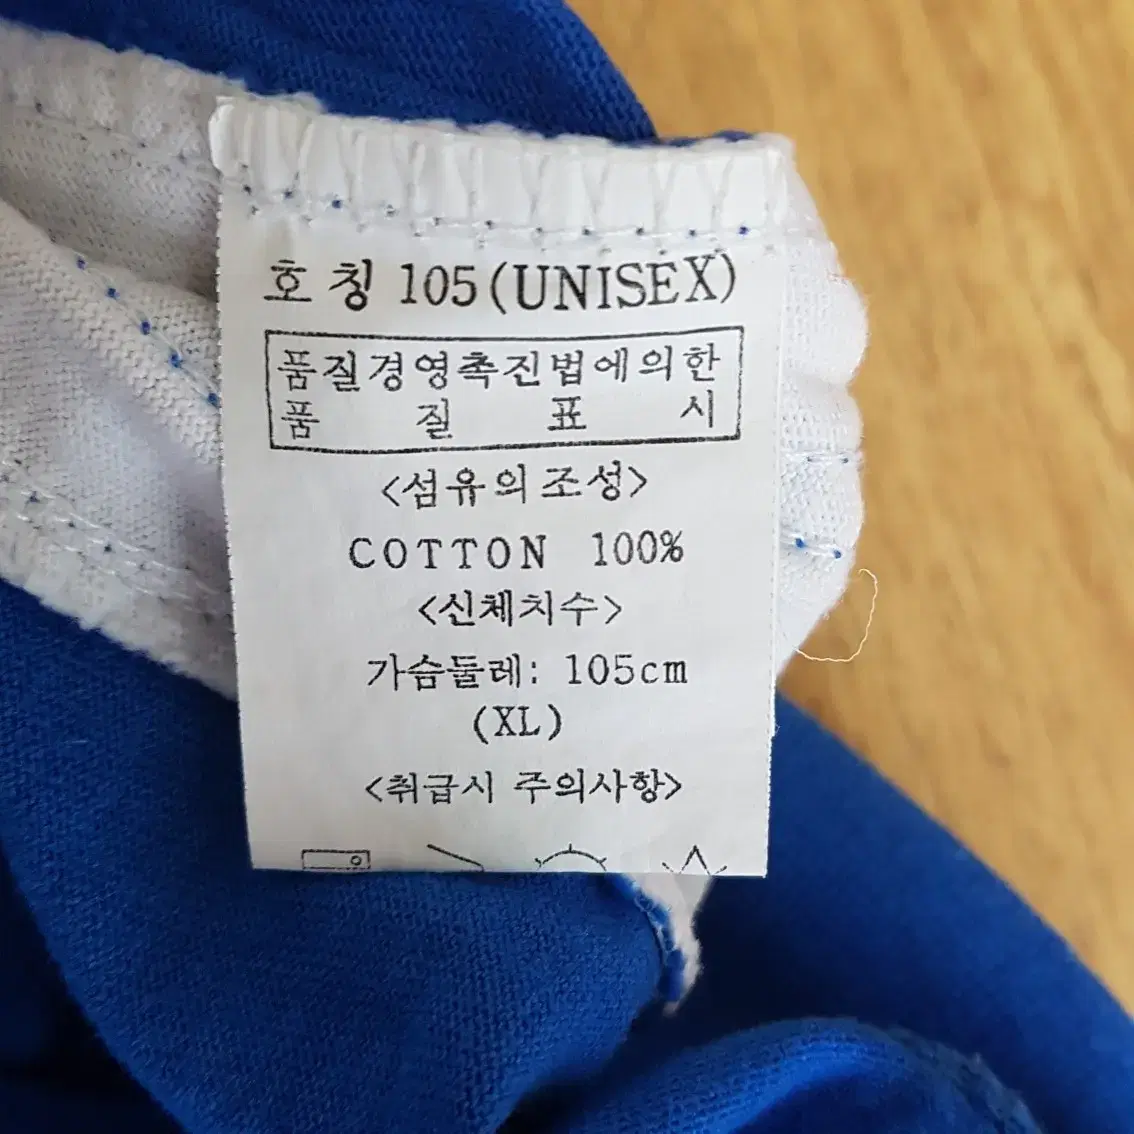 호칭 105(UNISEX)
품질경영촉진법에의한
품질표시
<섬유의조성>
COTTON 100%
<신체치수>
가슴둘레: 105cm
(XL)
<취급시 주의사항>